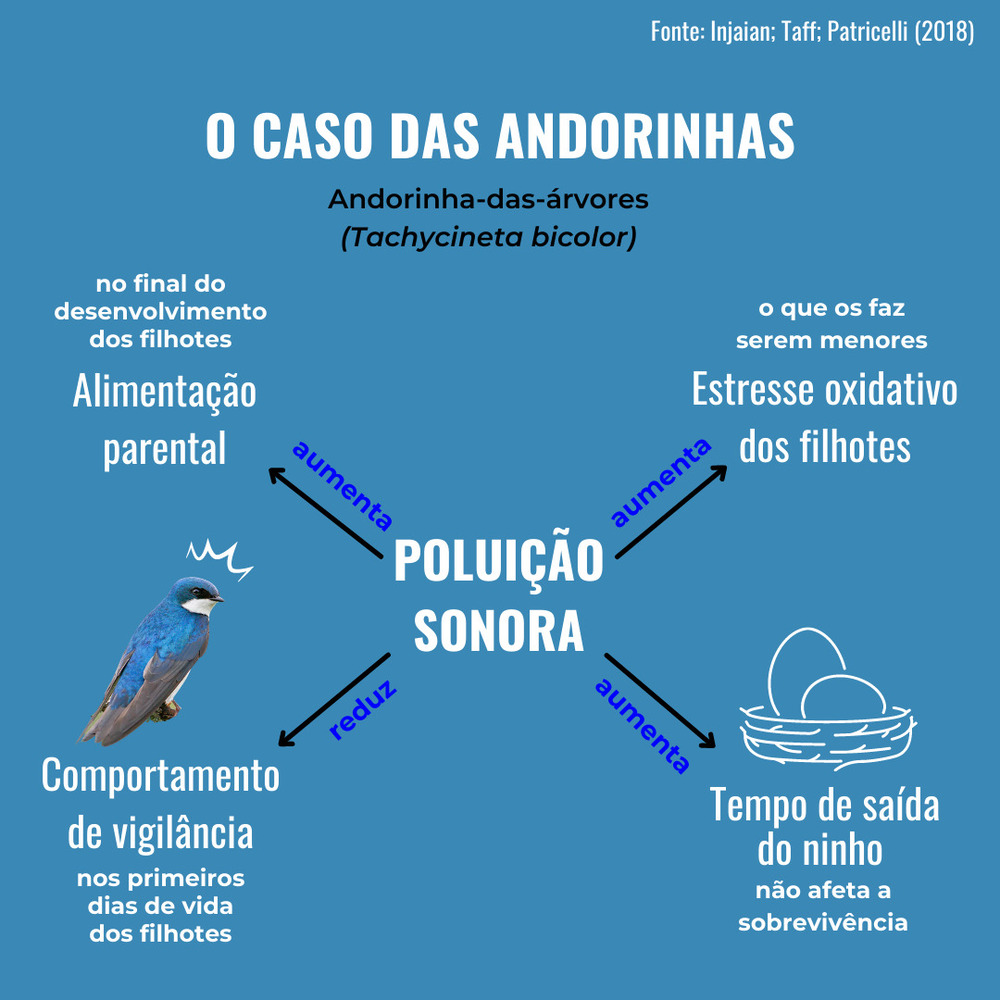 Fonte: Injaian; Taff; Patricelli (2018)
O CASO DAS ANDORINHAS
Andorinha-das-árvores
(Tachycineta bicolor)
no final do
desenvolvimento
dos filhotes
Alimentação
parental
aumenta
o que os faz
serem menores
Estresse oxidativo
dos filhotes
aumenta
POLUIÇÃO
SONORA
reduz
Comportamento
de vigilância
nos primeiros
dias de vida
dos filhotes
aumenta
Tempo de saída
do ninho
não afeta a
sobrevivência